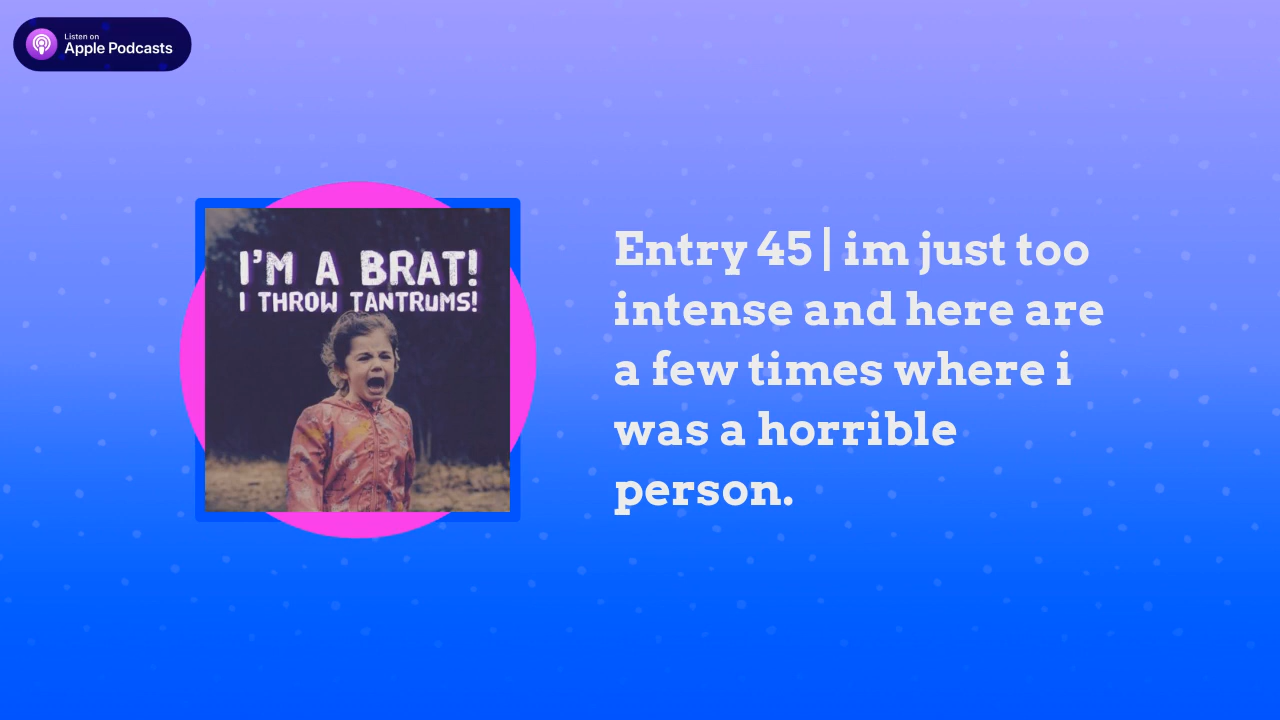 Listen on
Apple Podcasts
I'M A BRAT!
I THROW TANTRUMS!
Entry 45 | im just too
intense and here are
a few times where i
was a horrible
person.